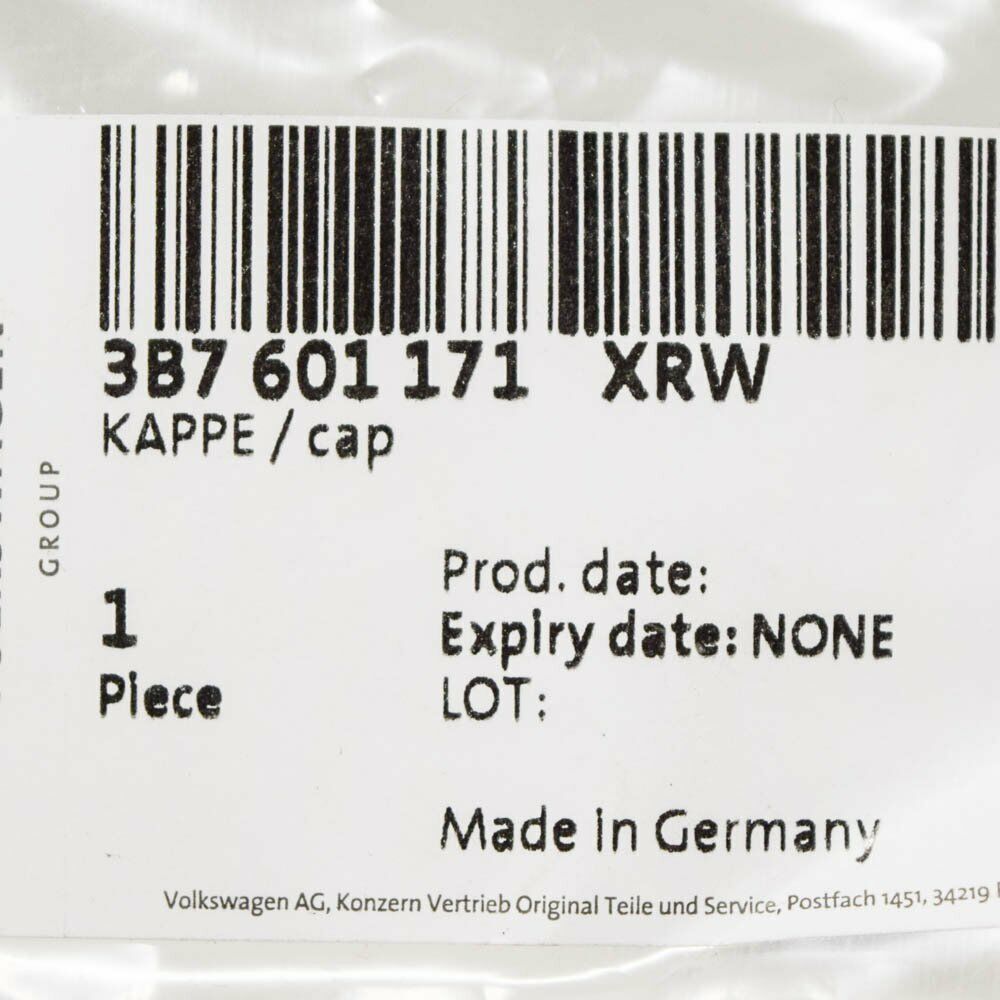 3B7 601 171 XRW
KAPPE / cap
GROUP
1
Piece
Prod. date:
Expiry date: NONE
LOT:
Made in Germany
Volkswagen AG, Konzern Vertrieb Original Teile und Service, Postfach 1451, 34219